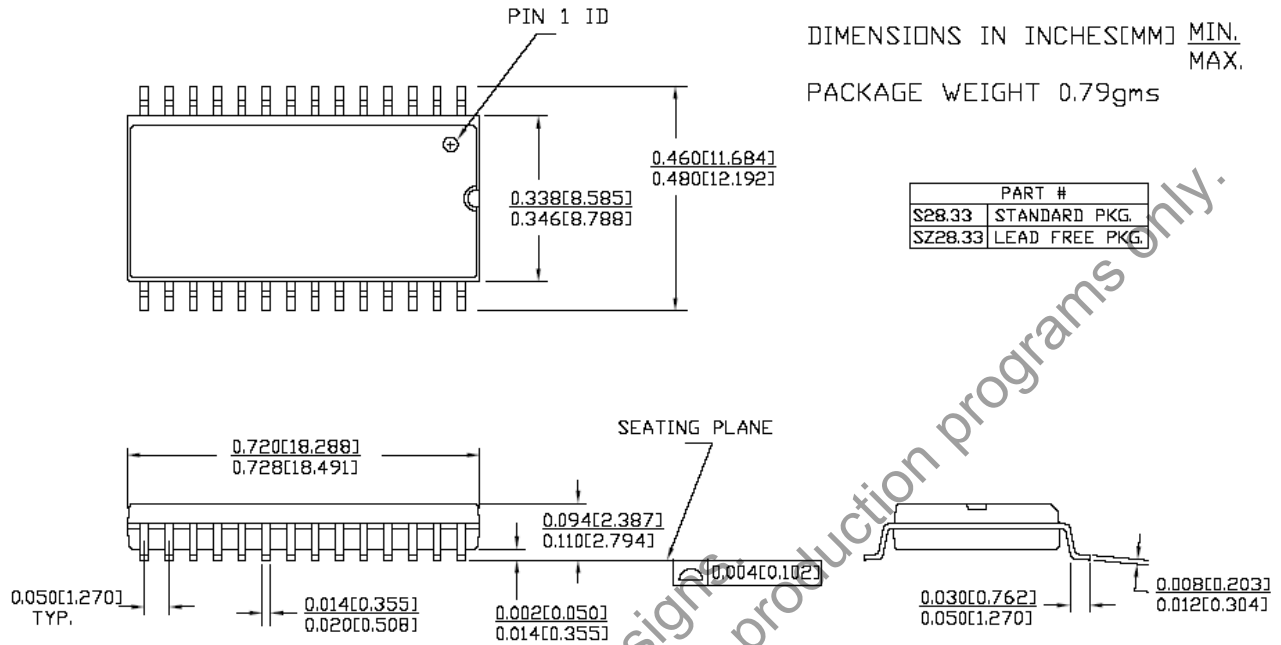 PIN 1 ID
DIMENSIONS IN INCHES[MM] MIN.
MAX.
PACKAGE WEIGHT 0.79gms
0.460[11.684]
0.480[12.192]
0.338[8.585]
0.346[8.788]
PART #
S28.33 STANDARD PKG.
SZ28.33 LEAD FREE PKG.
only.
production programs
signs.
SEATING PLANE
0.720[18.288]
0.728[18.491]
0.094[2.387]
0.110[2.794]
0.004[0.102]
0.050[1.270]
TYP.
0.014[0.355]
0.020[0.508]
0.002[0.050]
0.014[0.355]
0.030[0.762]
0.050[1.270]
0.008[0.203]
0.012[0.304]